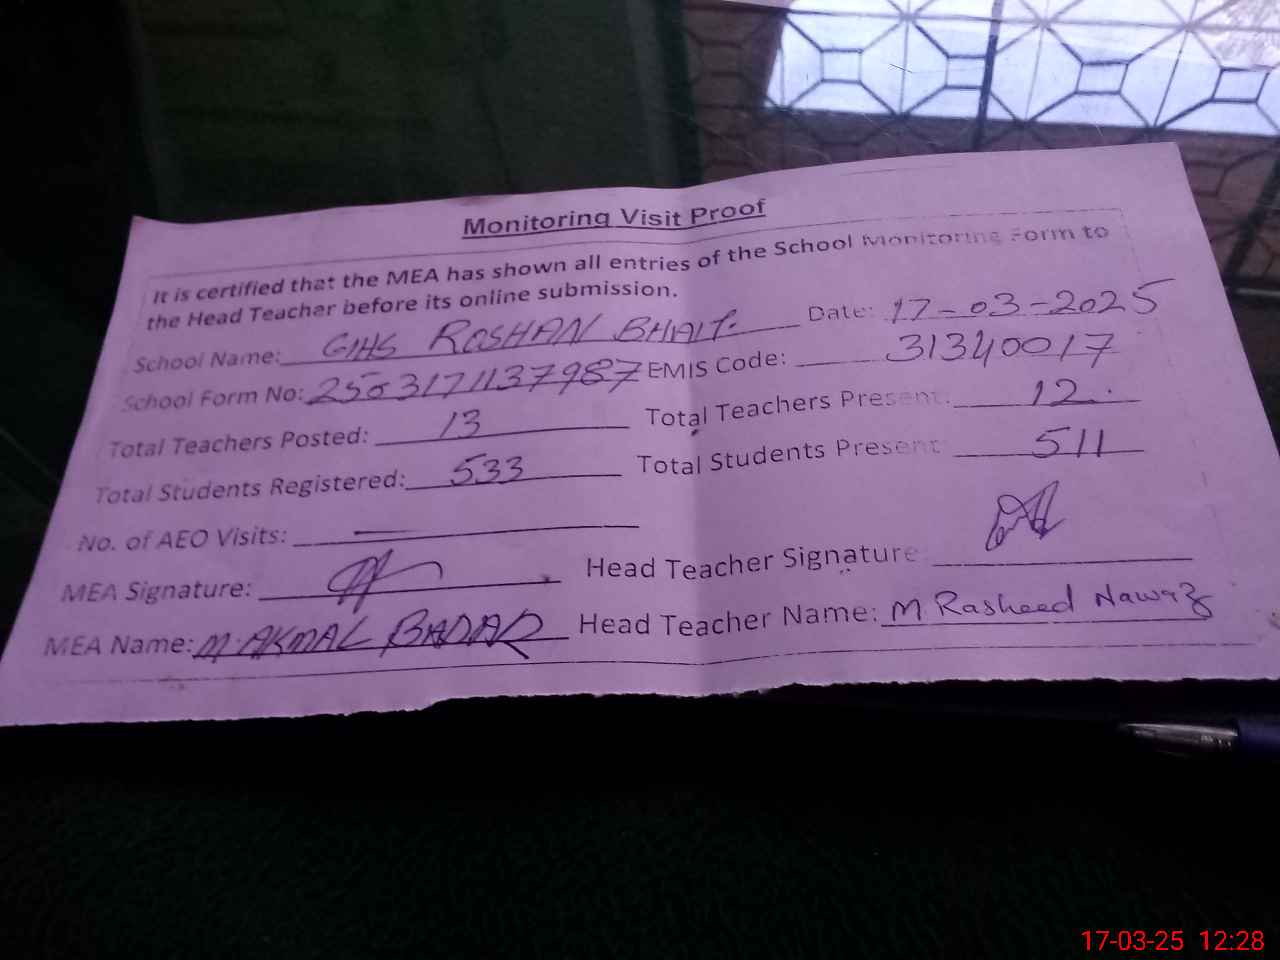 Monitoring Visit Proof
It is certified that the MEA has shown all entries of the School Monitoring Form to
the Head Teacher before its online submission.
School Name: GHS ROSHAN BHAIT. Date: 17-03-2025
School Form No: 2503171137987 EMIS Code: 31340017
Total Teachers Posted: 13 Total Teachers Present: 12
Total Students Registered: 533 Total Students Present: 511
No. of AEO Visits: —
MEA Signature: Head Teacher Signature:
MEA Name: M. AKMAL BADAR Head Teacher Name: M. Rasheed Nawaz
17-03-25 12:28